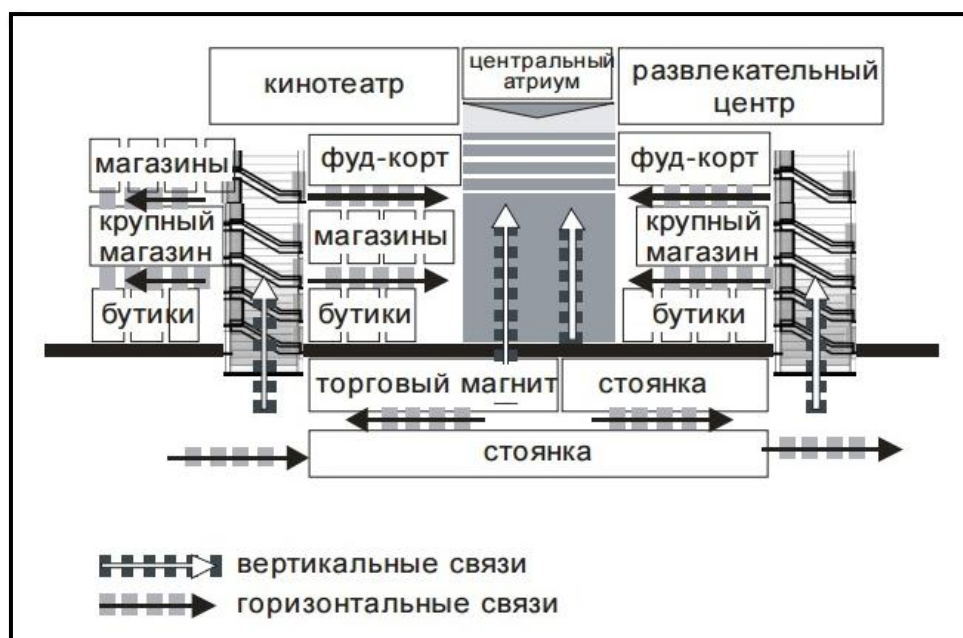 кинотеатр
центральный
атриум
развлекательный
центр
магазины
фуд-корт
фуд-корт
крупный
магазин
магазины
крупный
магазин
бутики
бутики
бутики
торговый магнит
стоянка
стоянка
вертикальные связи
горизонтальные связи